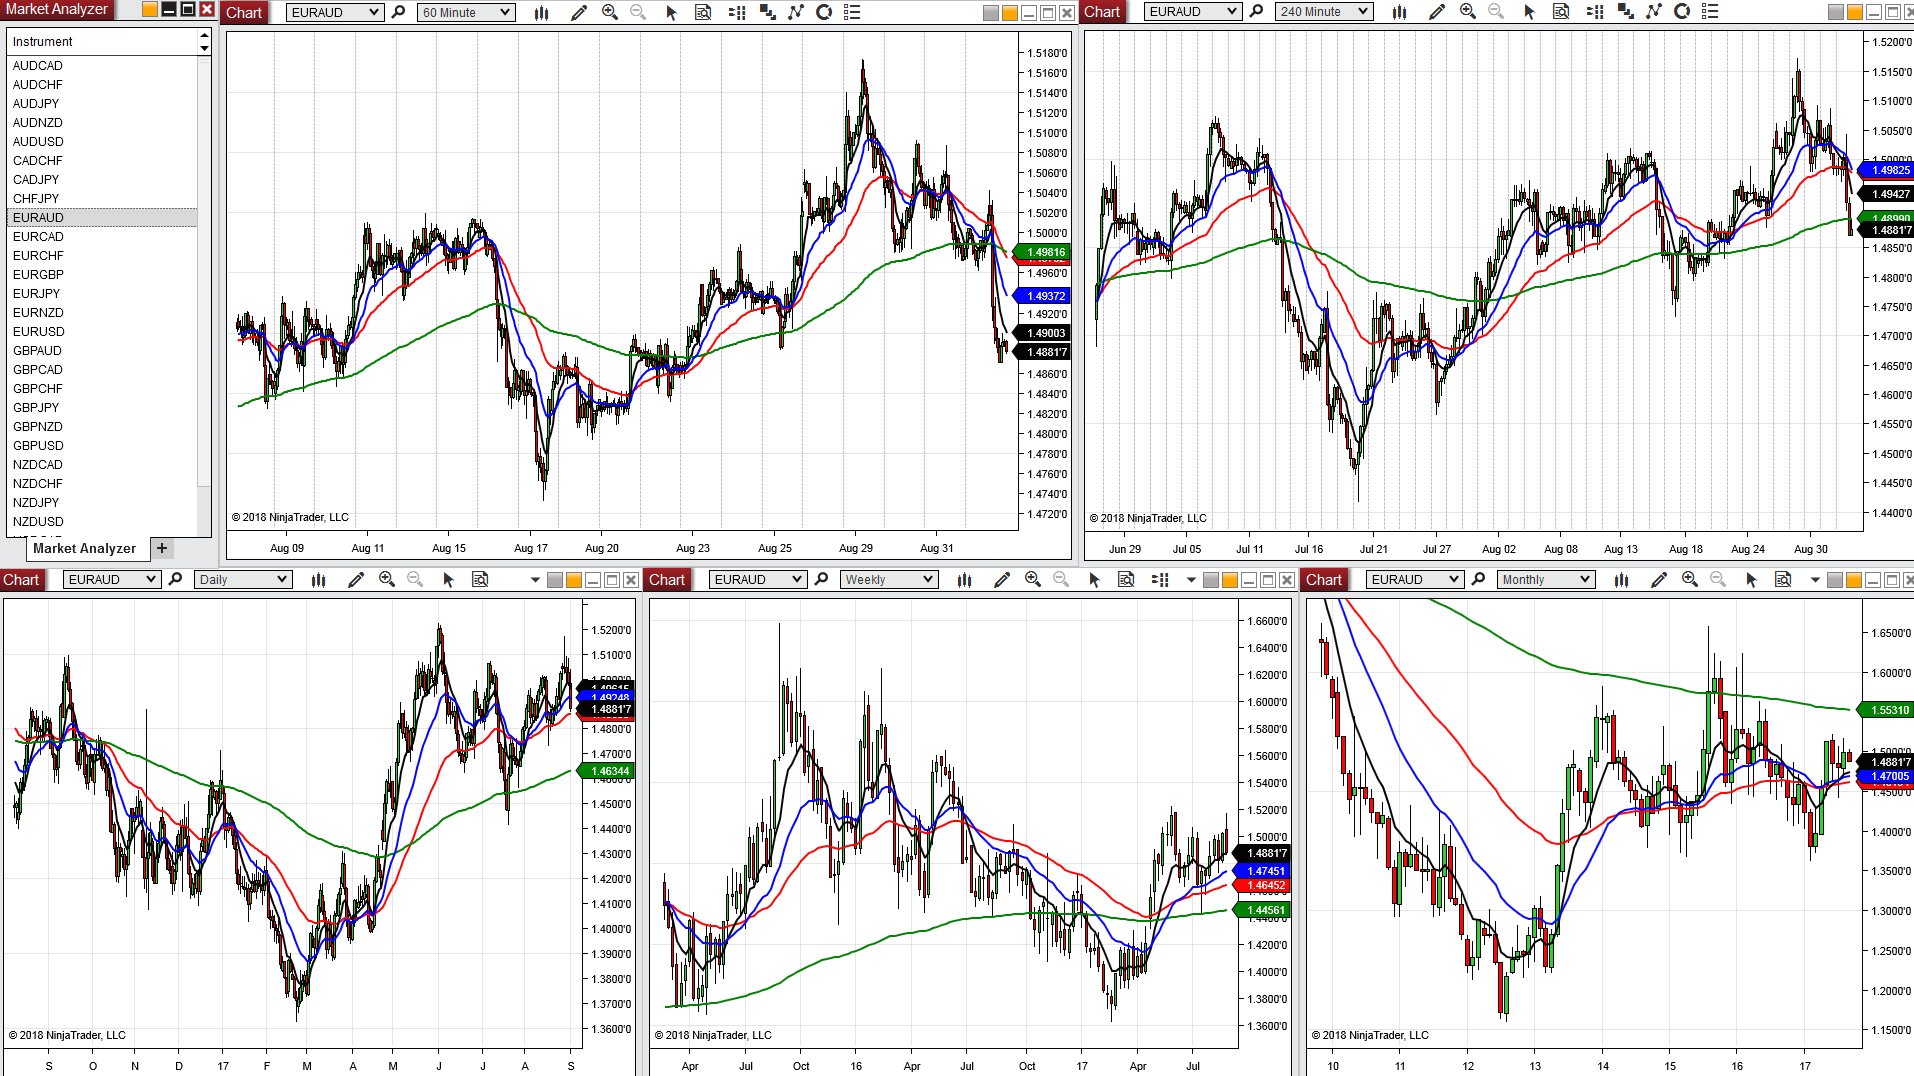 Market Analyzer
Instrument
AUDCAD
AUDCHF
AUDJPY
AUDNZD
AUDUSD
CADCHF
CADJPY
CHFJPY
EURAUD
EURCAD
EURCHF
EURGBP
EURJPY
EURNZD
EURUSD
GBPAUD
GBPCAD
GBPCHF
GBPJPY
GBPNZD
GBPUSD
NZDCAD
NZDCHF
NZDJPY
NZDUSD
Market Analyzer +
Chart EURAUD 60 Minute
1.5180'0
1.5160'0
1.5140'0
1.5120'0
1.5100'0
1.5080'0
1.5060'0
1.5040'0
1.5020'0
1.5000'0
1.49816
1.4960'0
1.49372
1.4920'0
1.49003
1.4881'7
1.4860'0
1.4840'0
1.4820'0
1.4800'0
1.4780'0
1.4760'0
1.4740'0
1.4720'0
© 2018 NinjaTrader, LLC
Aug 09 Aug 11 Aug 15 Aug 17 Aug 20 Aug 23 Aug 25 Aug 29 Aug 31
Chart EURAUD 240 Minute
1.5200'0
1.5150'0
1.5100'0
1.5050'0
1.5000'0
1.49825
1.49427
1.48990
1.4881'7
1.4850'0
1.4800'0
1.4750'0
1.4700'0
1.4650'0
1.4600'0
1.4550'0
1.4500'0
1.4450'0
1.4400'0
© 2018 NinjaTrader, LLC
Jun 29 Jul 05 Jul 11 Jul 16 Jul 21 Jul 27 Aug 02 Aug 08 Aug 13 Aug 18 Aug 24 Aug 30
Chart EURAUD Daily
1.5200'0
1.5100'0
1.49248
1.4881'7
1.4800'0
1.4700'0
1.46344
1.4500'0
1.4400'0
1.4300'0
1.4200'0
1.4100'0
1.4000'0
1.3900'0
1.3800'0
1.3700'0
1.3600'0
© 2018 NinjaTrader, LLC
S O N D 17 F M A M J J A S
Chart EURAUD Weekly
1.6600'0
1.6400'0
1.6200'0
1.6000'0
1.5800'0
1.5600'0
1.5400'0
1.5200'0
1.5000'0
1.4881'7
1.47451
1.46452
1.44561
1.4400'0
1.4200'0
1.4000'0
1.3800'0
1.3600'0
© 2018 NinjaTrader, LLC
Apr Jul Oct 16 Apr Jul Oct 17 Apr Jul
Chart EURAUD Monthly
1.6500'0
1.6000'0
1.55310
1.5000'0
1.4881'7
1.47005
1.4500'0
1.4000'0
1.3500'0
1.3000'0
1.2500'0
1.2000'0
1.1500'0
© 2018 NinjaTrader, LLC
10 11 12 13 14 15 16 17